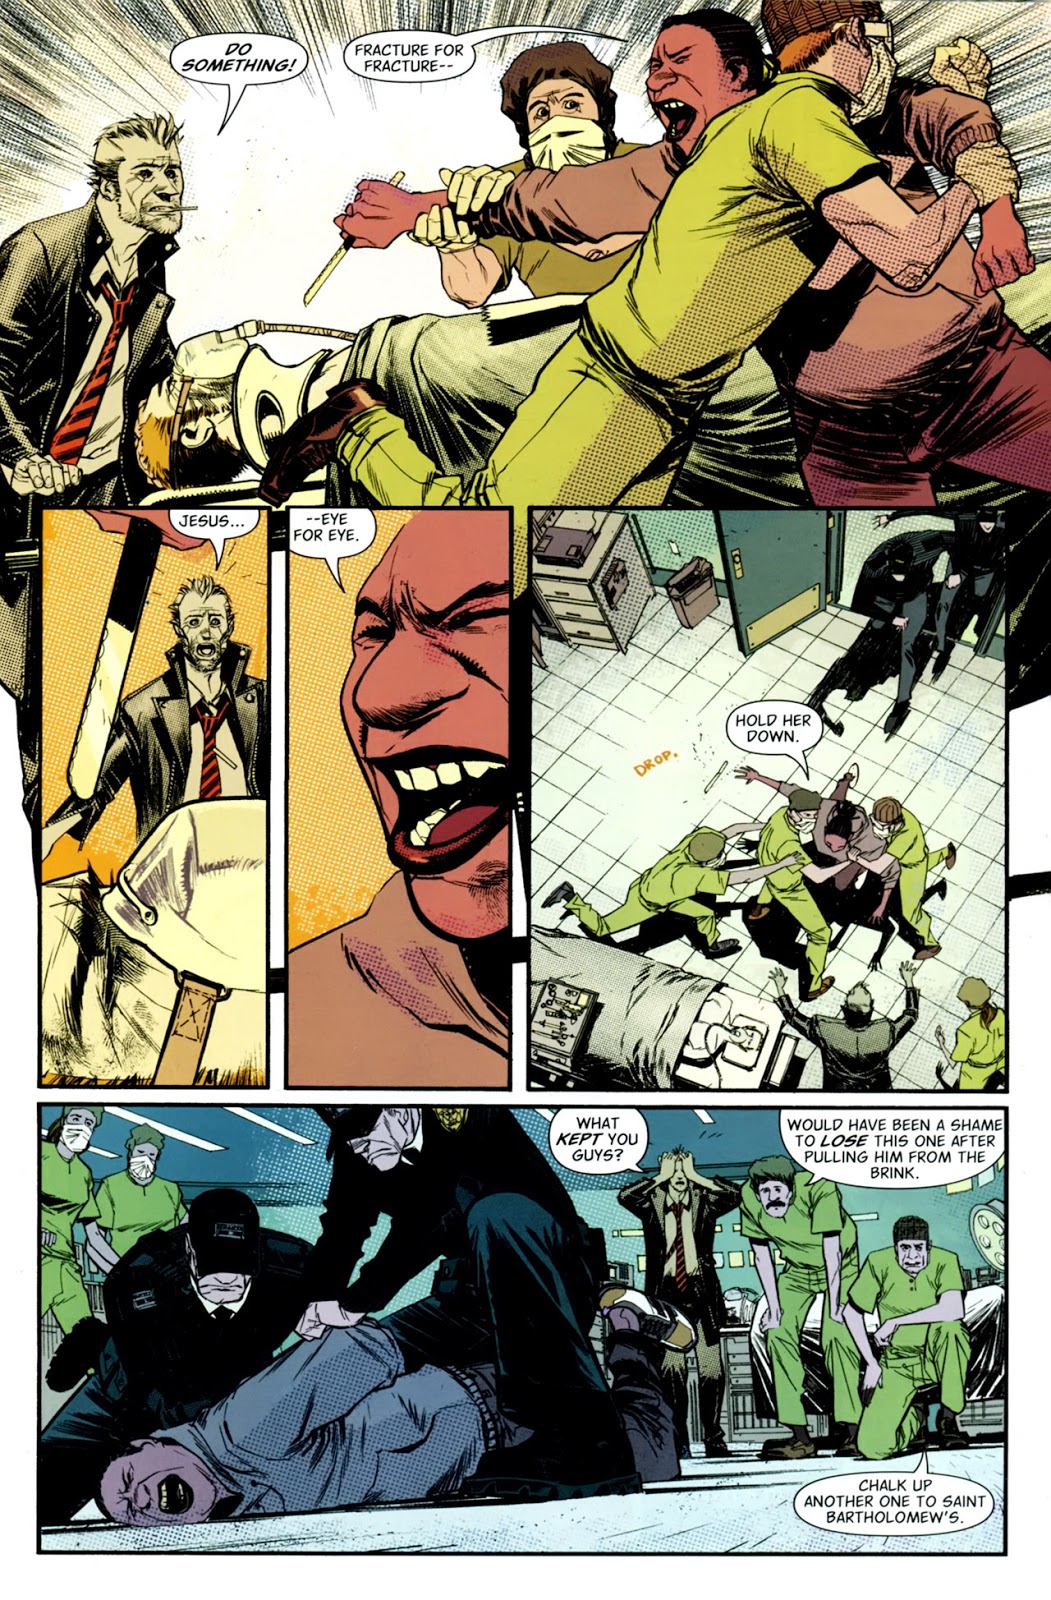 DO
SOMETHING!
FRACTURE FOR
FRACTURE--
JESUS...
--EYE
FOR EYE.
HOLD HER
DOWN.
DROP.
WHAT
KEPT YOU
GUYS?
WOULD HAVE BEEN A SHAME
TO LOSE THIS ONE AFTER
PULLING HIM FROM THE
BRINK.
CHALK UP
ANOTHER ONE TO SAINT
BARTHOLOMEW'S.